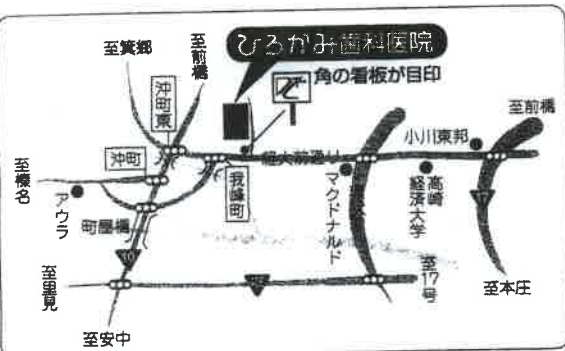 至箕郷
至前橋
ひろかみ歯科医院
角の看板が目印
至前橋
沖町東
小川東邦
経大前通り
沖町
我峰町
至榛名
アウラ
マクドナルド
高崎経済大学
町屋橋
10
17
至17号
至里見
至本庄
至安中